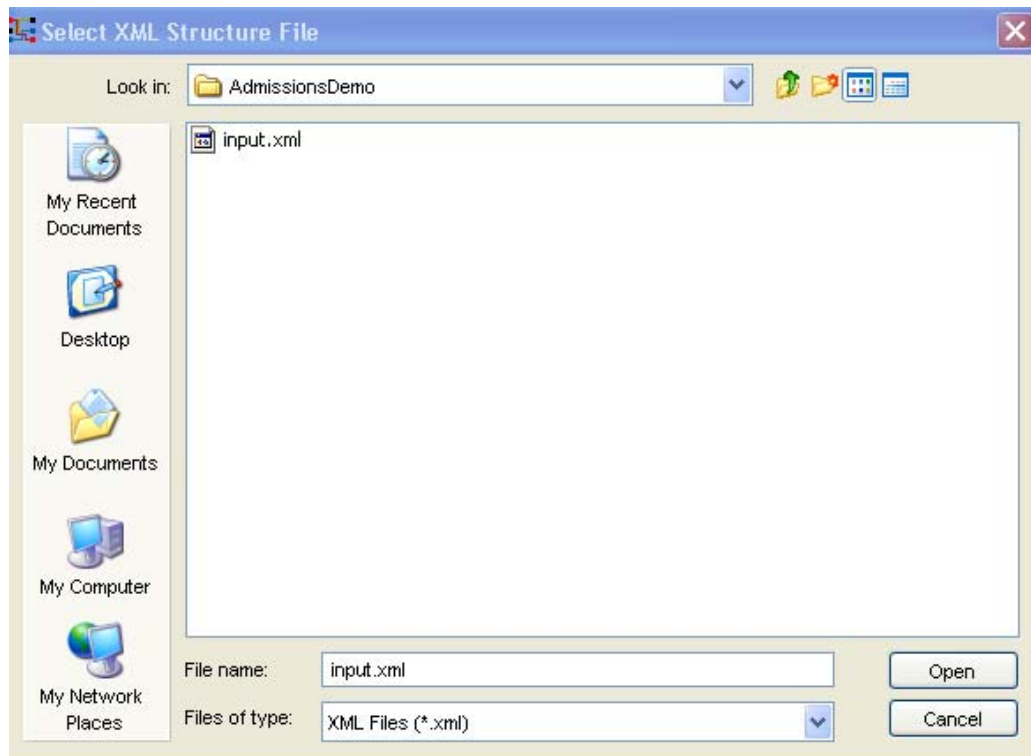 Select XML Structure File
Look in: AdmissionsDemo
input.xml
My Recent
Documents
Desktop
My Documents
My Computer
My Network
Places
File name: input.xml Open
Files of type: XML Files (*.xml) Cancel